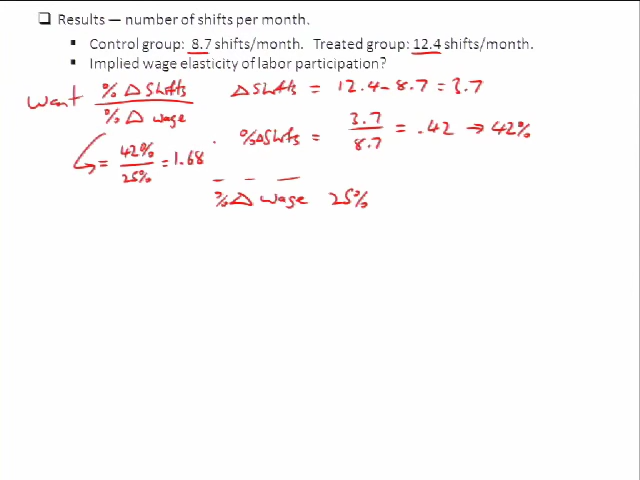 ❑ Results — number of shifts per month.
▪ Control group: 8.7 shifts/month. Treated group: 12.4 shifts/month.
▪ Implied wage elasticity of labor participation?
Want %Δ Shifts / %Δ wage
ΔShifts = 12.4 - 8.7 = 3.7
%ΔShifts = 3.7 / 8.7 = .42 → 42%
= 42% / 25% = 1.68
%Δ wage 25%